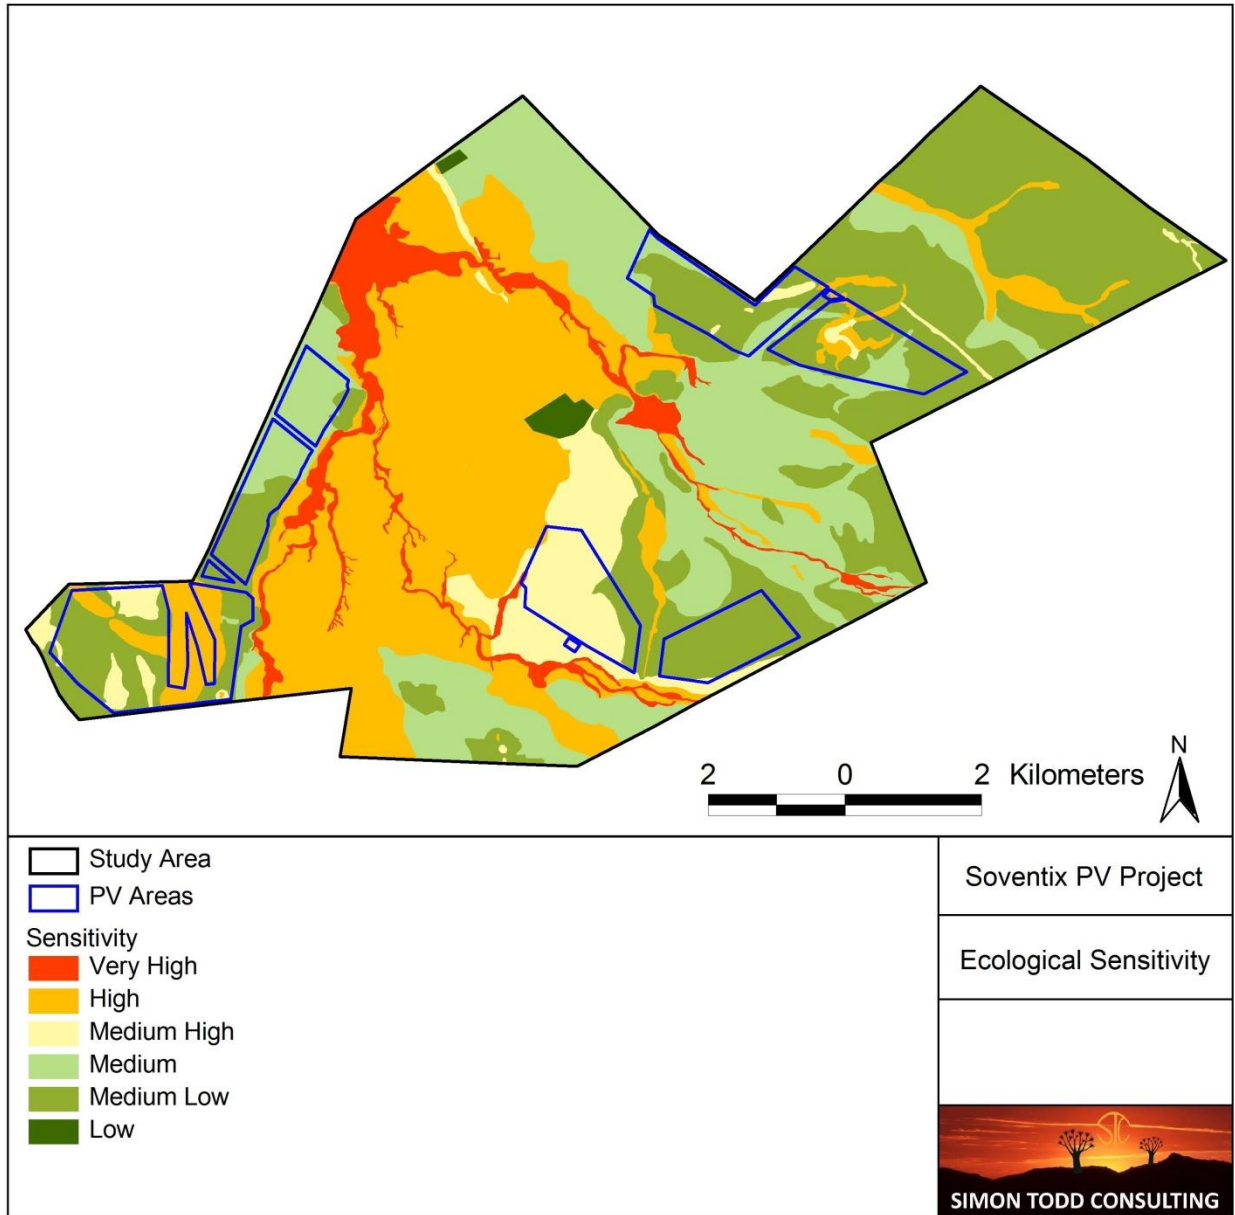 N
2 0 2 Kilometers
Study Area
PV Areas
Sensitivity
Very High
High
Medium High
Medium
Medium Low
Low
Soventix PV Project
Ecological Sensitivity
STC
SIMON TODD CONSULTING